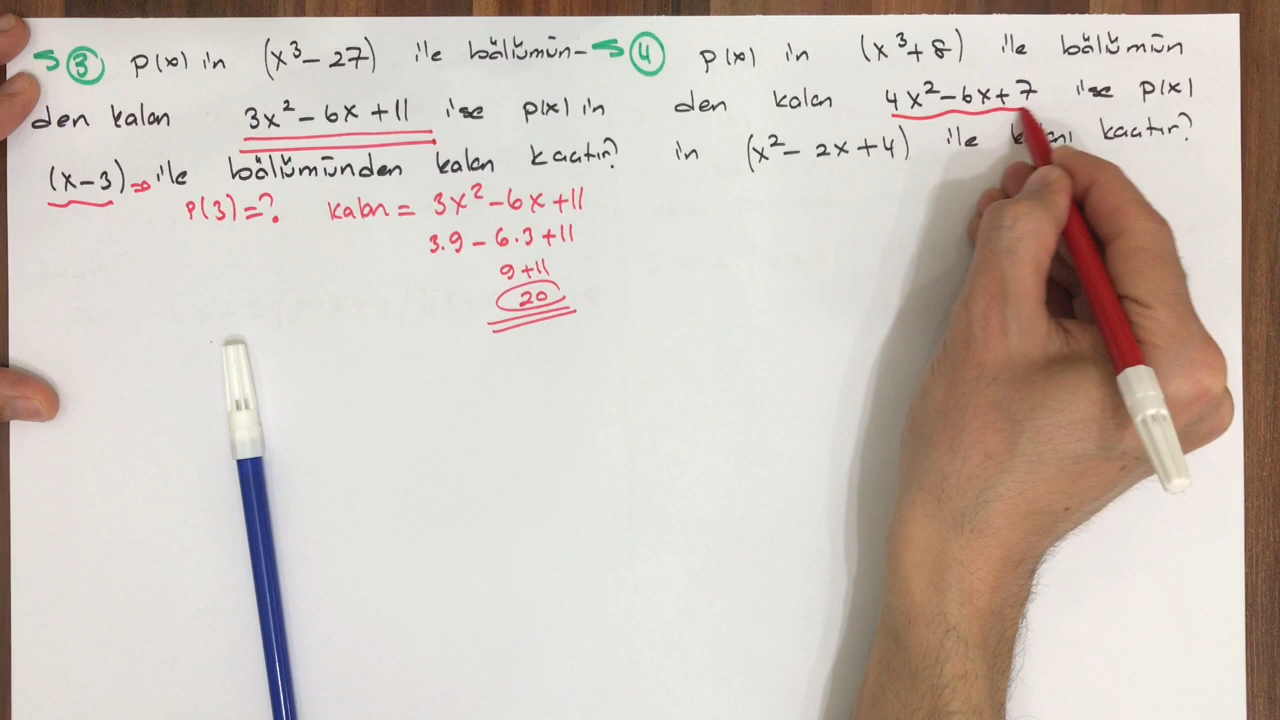 S 3 P(x) in (x³-27) ile bölümün-
den kalan 3x²-6x+11 ise P(x) in
(x-3) ⇒ ile bölümünden kalan kaçtır?
P(3)=? kalan = 3x²-6x+11
3.9 - 6.3 + 11
9+11
20
S 4 P(x) in (x³+8) ile bölümün
den kalan 4x²-6x+7 ise P(x)
in (x²-2x+4) ile kaçtır?